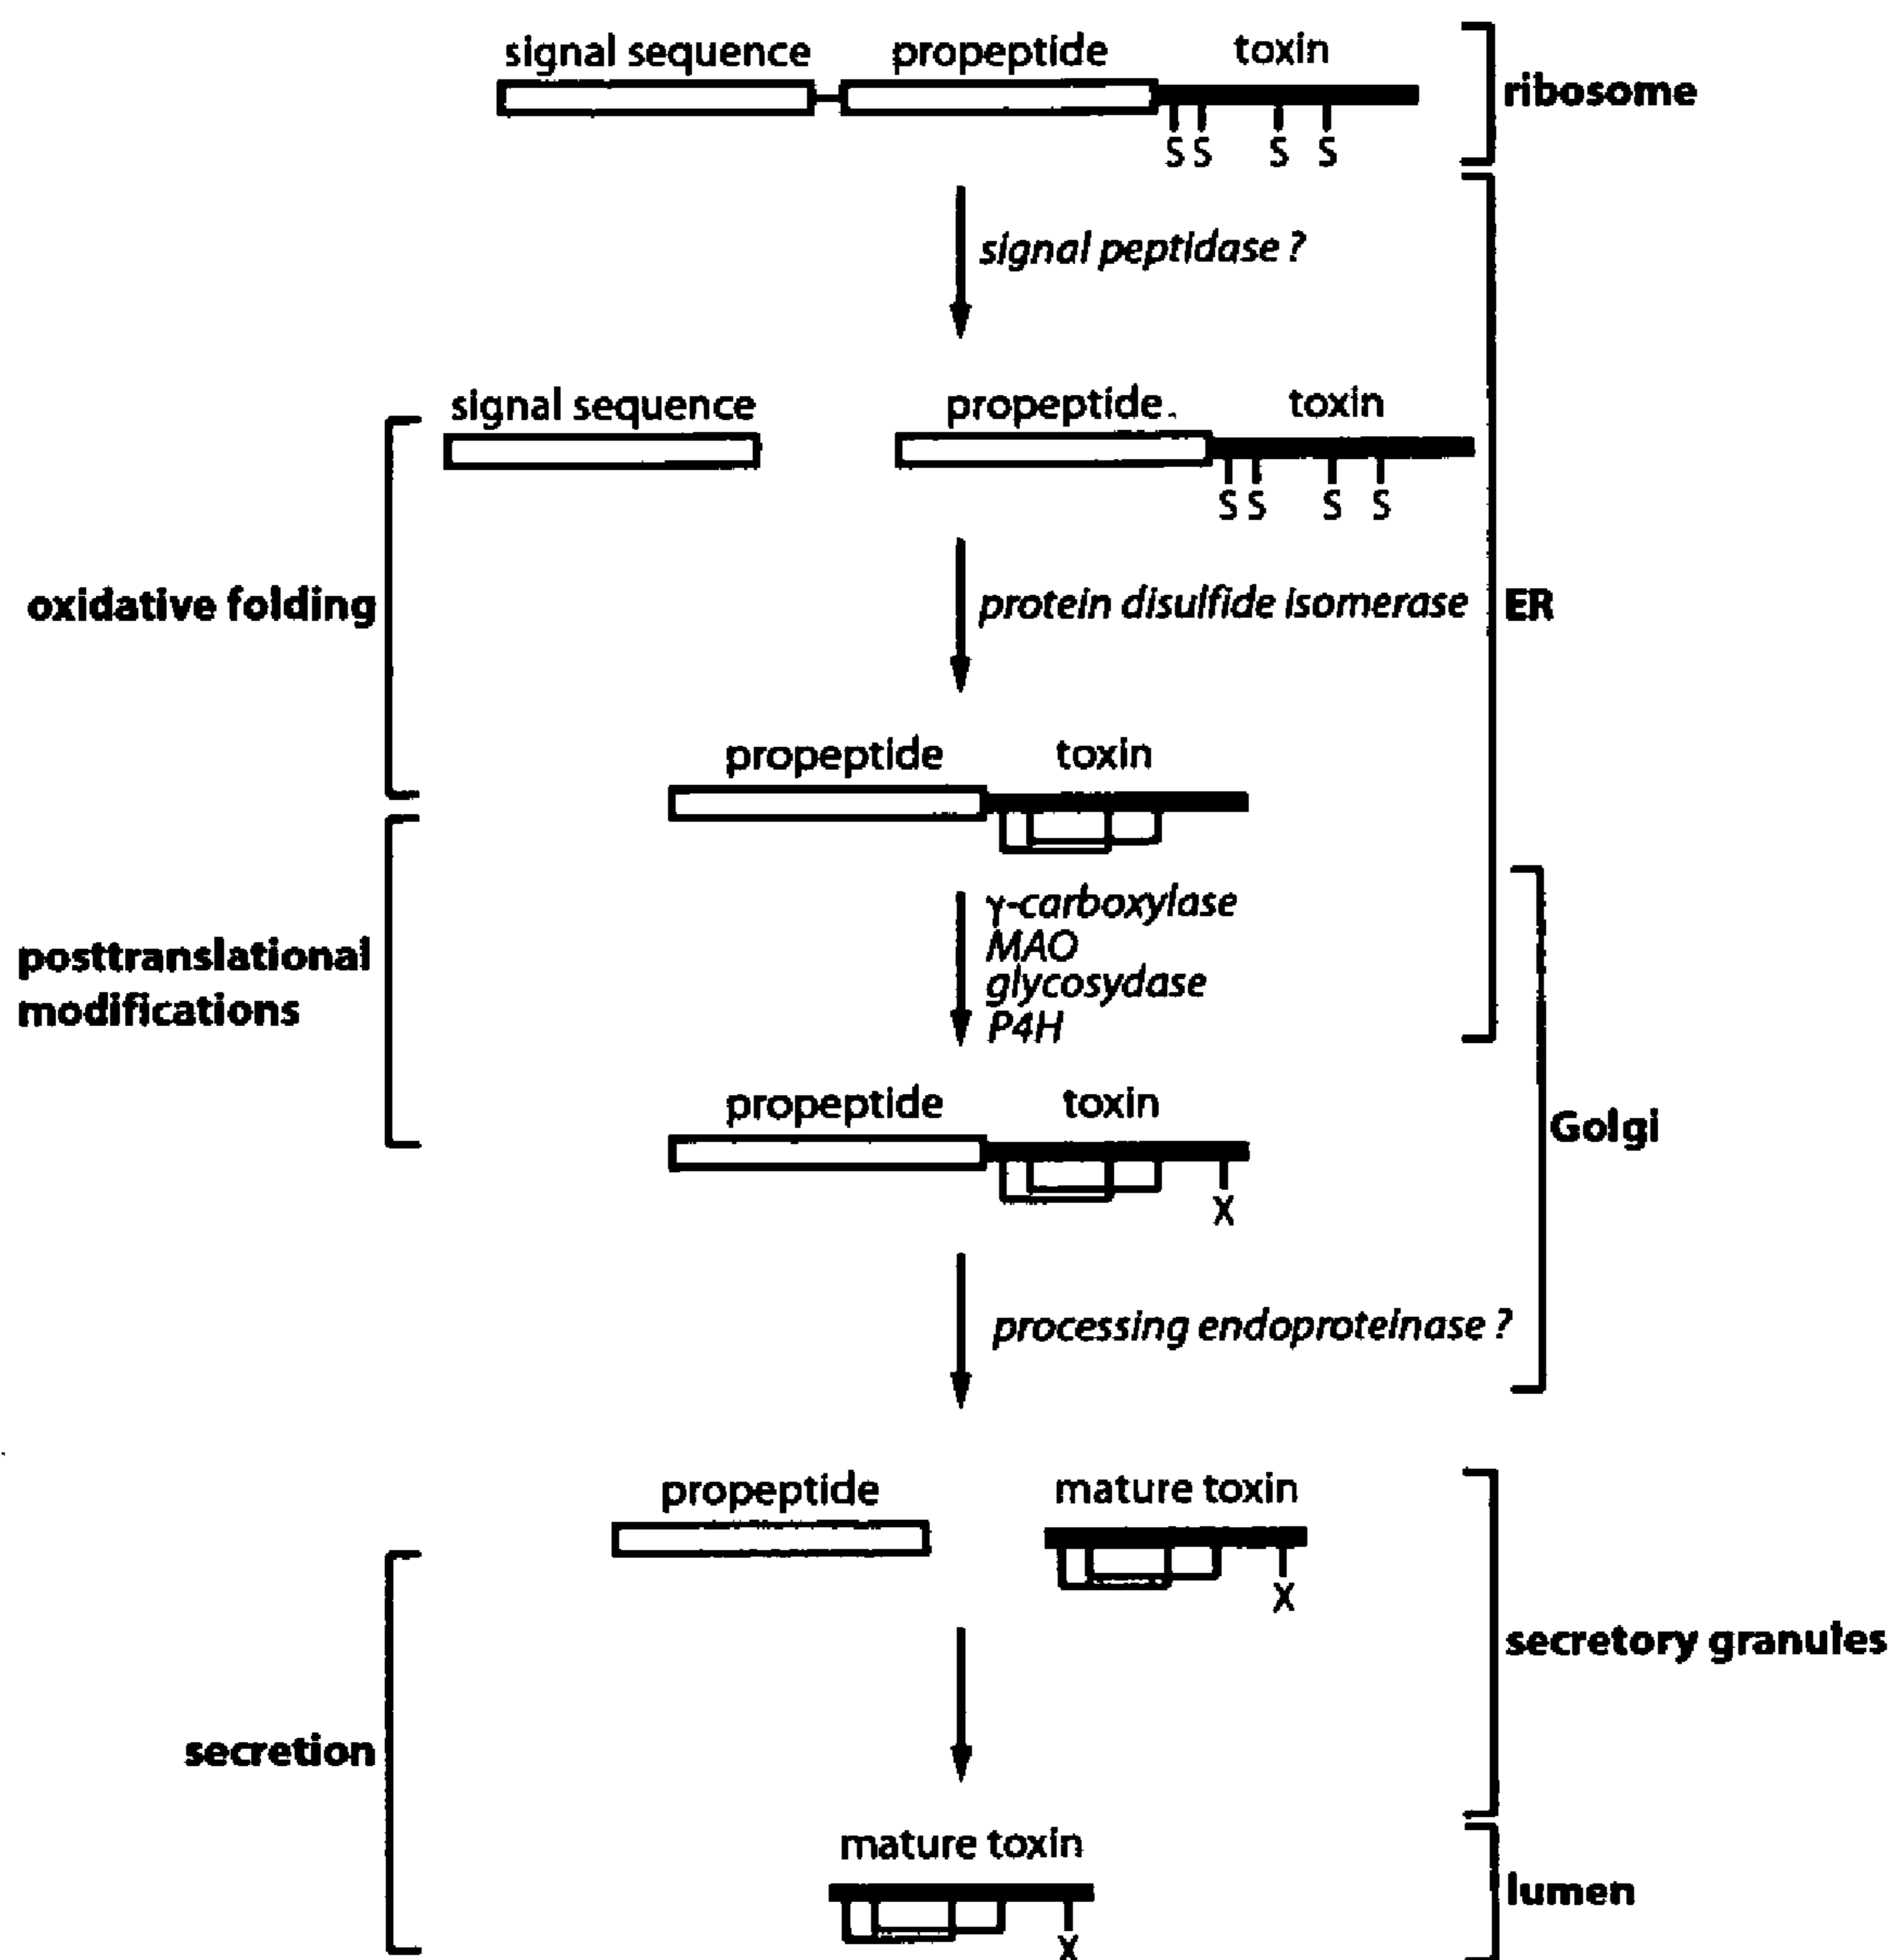 signal sequence propeptide toxin
ribosome
S S S S
signal peptidase ?
signal sequence propeptide toxin
S S S S
oxidative folding
protein disulfide isomerase
ER
propeptide toxin
γ-carboxylase
MAO
glycosydase
P4H
posttranslational
modifications
propeptide toxin
Golgi
X
processing endoproteinase ?
propeptide mature toxin
X
secretory granules
secretion
mature toxin
lumen
X